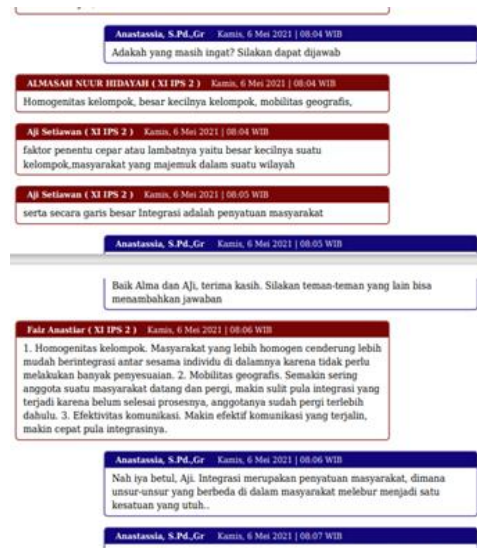 Anastassia, S.Pd.,Gr Kamis, 6 Mei 2021 | 08:04 WIB
Adakah yang masih ingat? Silakan dapat dijawab
ALMASAH NUUR HIDAYAH ( XI IPS 2 ) Kamis, 6 Mei 2021 | 08:04 WIB
Homogenitas kelompok, besar kecilnya kelompok, mobilitas geografis,
Aji Setiawan ( XI IPS 2 ) Kamis, 6 Mei 2021 | 08:04 WIB
faktor penentu cepar atau lambatnya yaitu besar kecilnya suatu
kelompok,masyarakat yang majemuk dalam suatu wilayah
Aji Setiawan ( XI IPS 2 ) Kamis, 6 Mei 2021 | 08:05 WIB
serta secara garis besar Integrasi adalah penyatuan masyarakat
Anastassia, S.Pd.,Gr Kamis, 6 Mei 2021 | 08:05 WIB
Baik Alma dan AJi, terima kasih. Silakan teman-teman yang lain bisa
menambahkan jawaban
Faiz Anastiar ( XI IPS 2 ) Kamis, 6 Mei 2021 | 08:06 WIB
1. Homogenitas kelompok. Masyarakat yang lebih homogen cenderung lebih
mudah berintegrasi antar sesama individu di dalamnya karena tidak perlu
melakukan banyak penyesuaian. 2. Mobilitas geografis. Semakin sering
anggota suatu masyarakat datang dan pergi, makin sulit pula integrasi yang
terjadi karena belum selesai prosesnya, anggotanya sudah pergi terlebih
dahulu. 3. Efektivitas komunikasi. Makin efektif komunikasi yang terjalin,
makin cepat pula integrasinya.
Anastassia, S.Pd.,Gr Kamis, 6 Mei 2021 | 08:06 WIB
Nah iya betul, Aji. Integrasi merupakan penyatuan masyarakat, dimana
unsur-unsur yang berbeda di dalam masyarakat melebur menjadi satu
kesatuan yang utuh..
Anastassia, S.Pd.,Gr Kamis, 6 Mei 2021 | 08:07 WIB